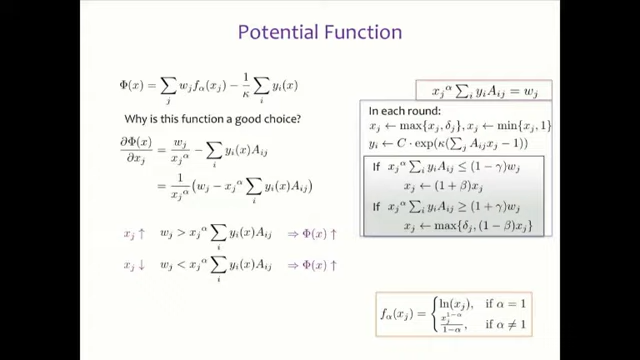 Potential Function
Φ(x) = ∑_j w_j f_α(x_j) − 1/κ ∑_i y_i(x)
Why is this function a good choice?
∂Φ(x)/∂x_j = w_j/x_j^α − ∑_i y_i(x)A_ij
= 1/x_j^α (w_j − x_j^α ∑_i y_i(x)A_ij)
x_j ↑ w_j > x_j^α ∑_i y_i(x)A_ij ⇒ Φ(x) ↑
x_j ↓ w_j < x_j^α ∑_i y_i(x)A_ij ⇒ Φ(x) ↑
x_j^α ∑_i y_i A_ij = w_j
In each round:
x_j ← max{x_j, δ_j}, x_j ← min{x_j, 1}
y_i ← C · exp(κ(∑_j A_ij x_j − 1))
If x_j^α ∑_i y_i A_ij ≤ (1 − γ)w_j
x_j ← (1 + β)x_j
If x_j^α ∑_i y_i A_ij ≥ (1 + γ)w_j
x_j ← max{δ_j, (1 − β)x_j}
f_α(x_j) = { ln(x_j), if α = 1
x_j^{1−α}/(1−α), if α ≠ 1